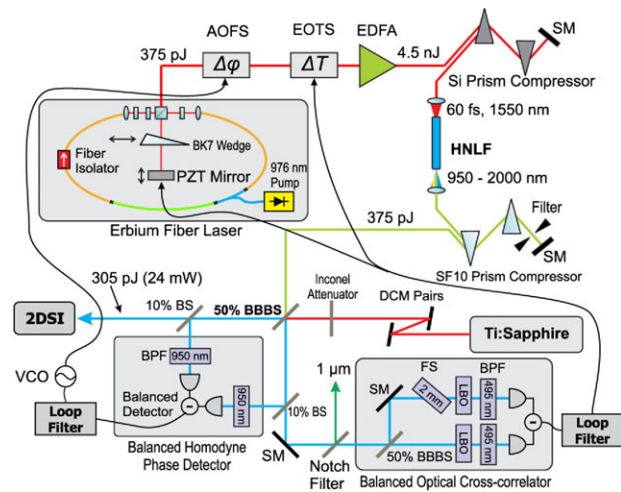 AOFS
EOTS
EDFA
SM
375 pJ
Δφ
ΔT
4.5 nJ
Si Prism Compressor
60 fs, 1550 nm
HNLF
950 - 2000 nm
BK7 Wedge
Fiber
Isolator
PZT Mirror
976 nm
Pump
Erbium Fiber Laser
375 pJ
Filter
SM
SF10 Prism Compressor
305 pJ (24 mW)
10% BS
50% BBBS
Inconel
Attenuator
DCM Pairs
2DSI
Ti:Sapphire
VCO
BPF
950 nm
Balanced
Detector
950 nm
10% BS
1 μm
SM
FS
2 mm
BPF
LBO
495 nm
LBO
495 nm
Loop
Filter
Loop
Filter
Balanced Homodyne
Phase Detector
SM
Notch
Filter
50% BBBS
Balanced Optical Cross-correlator